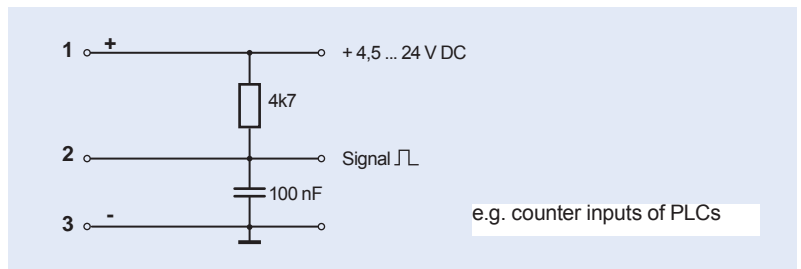 1 + + 4,5 ... 24 V DC
4k7
2 Signal
100 nF
e.g. counter inputs of PLCs
3 -